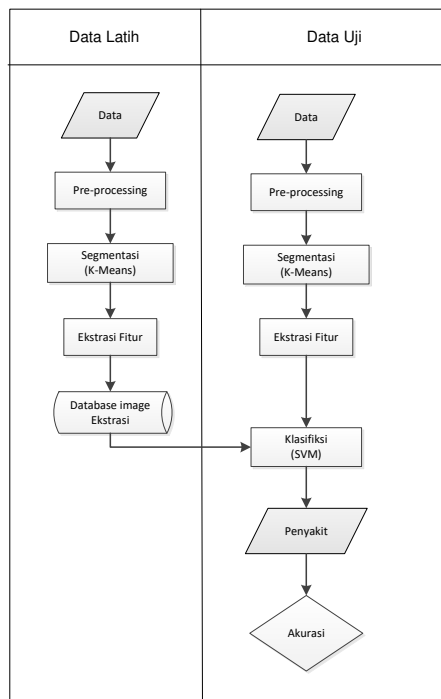 Data Latih
Data Uji
Data
Pre-processing
Segmentasi
(K-Means)
Ekstrasi Fitur
Database image
Ekstrasi
Data
Pre-processing
Segmentasi
(K-Means)
Ekstrasi Fitur
Klasifiksi
(SVM)
Penyakit
Akurasi